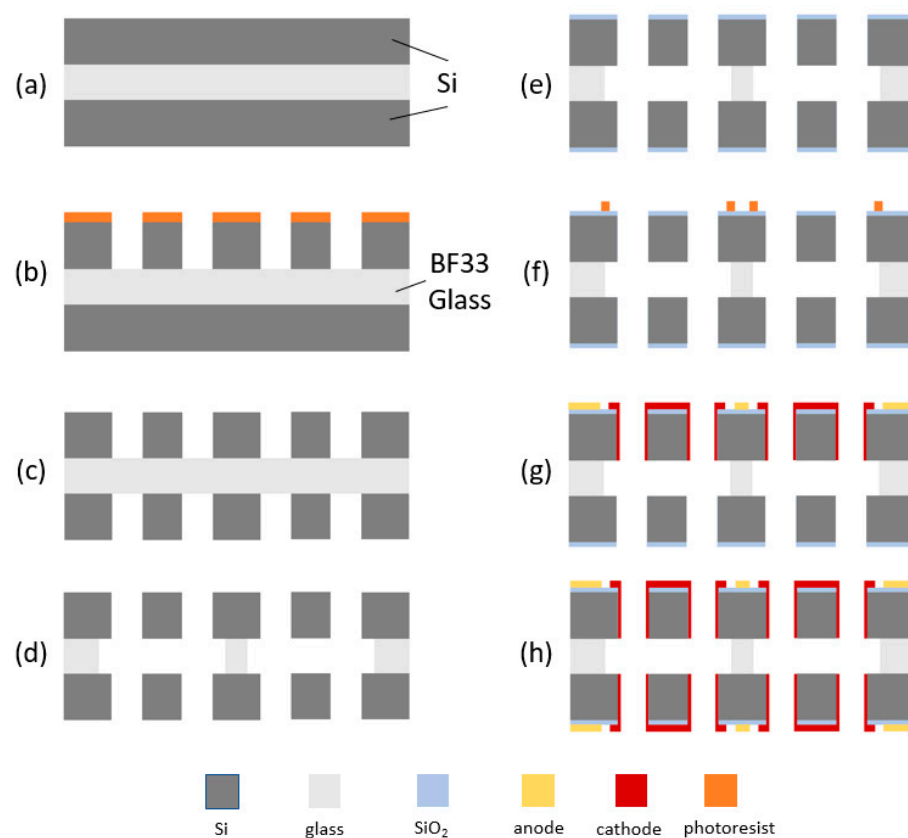 (a)
Si
(b)
BF33
Glass
(c)
(d)
(e)
(f)
(g)
(h)
Si
glass
SiO₂
anode
cathode
photoresist